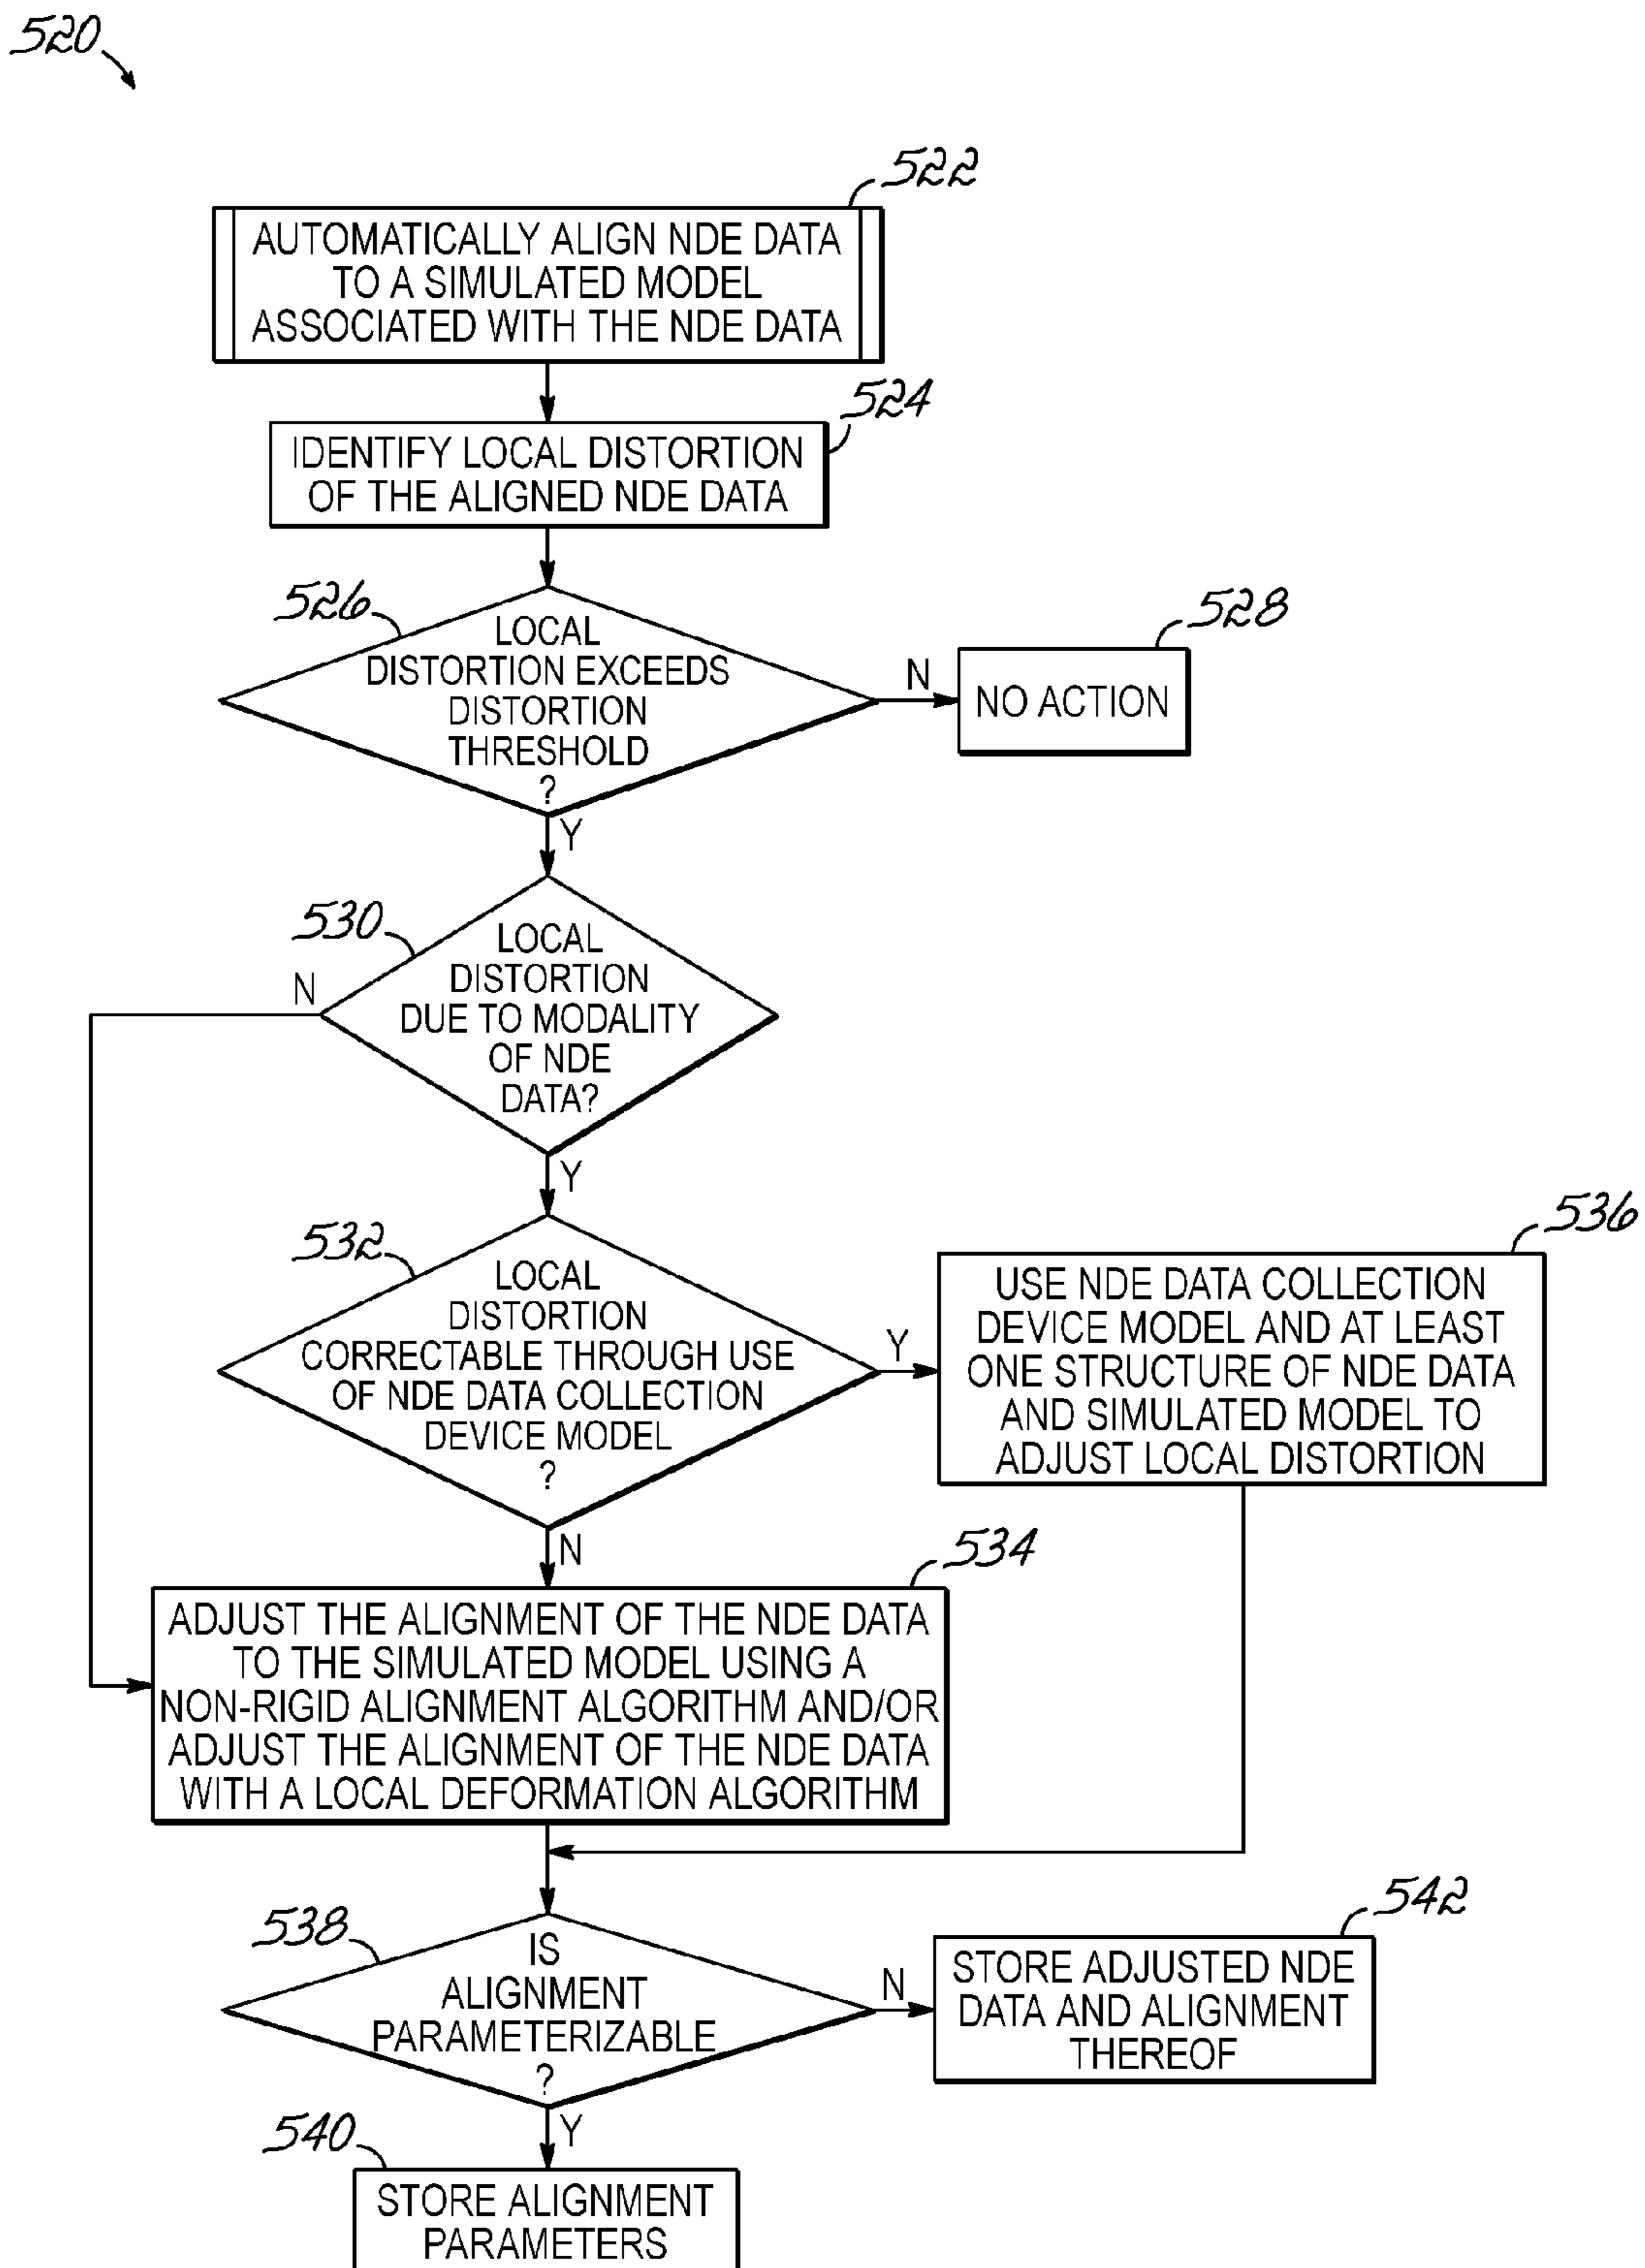 520
522
AUTOMATICALLY ALIGN NDE DATA
TO A SIMULATED MODEL
ASSOCIATED WITH THE NDE DATA
524
IDENTIFY LOCAL DISTORTION
OF THE ALIGNED NDE DATA
526
LOCAL
DISTORTION EXCEEDS
DISTORTION
THRESHOLD
?
N
528
NO ACTION
Y
530
LOCAL
DISTORTION
DUE TO MODALITY
OF NDE
DATA?
N
Y
532
LOCAL
DISTORTION
CORRECTABLE THROUGH USE
OF NDE DATA COLLECTION
DEVICE MODEL
?
Y
536
USE NDE DATA COLLECTION
DEVICE MODEL AND AT LEAST
ONE STRUCTURE OF NDE DATA
AND SIMULATED MODEL TO
ADJUST LOCAL DISTORTION
N
534
ADJUST THE ALIGNMENT OF THE NDE DATA
TO THE SIMULATED MODEL USING A
NON-RIGID ALIGNMENT ALGORITHM AND/OR
ADJUST THE ALIGNMENT OF THE NDE DATA
WITH A LOCAL DEFORMATION ALGORITHM
538
IS
ALIGNMENT
PARAMETERIZABLE
?
N
542
STORE ADJUSTED NDE
DATA AND ALIGNMENT
THEREOF
Y
540
STORE ALIGNMENT
PARAMETERS